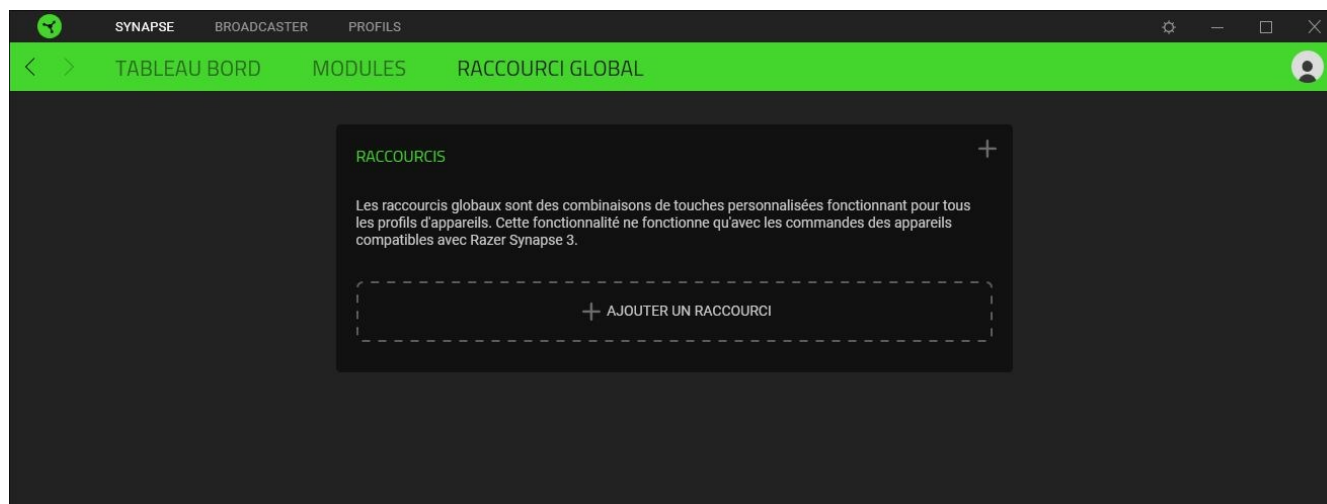 SYNAPSE BROADCASTER PROFILS
TABLEAU BORD MODULES RACCOURCI GLOBAL
RACCOURCIS
Les raccourcis globaux sont des combinaisons de touches personnalisées fonctionnant pour tous
les profils d'appareils. Cette fonctionnalité ne fonctionne qu'avec les commandes des appareils
compatibles avec Razer Synapse 3.
AJOUTER UN RACCOURCI